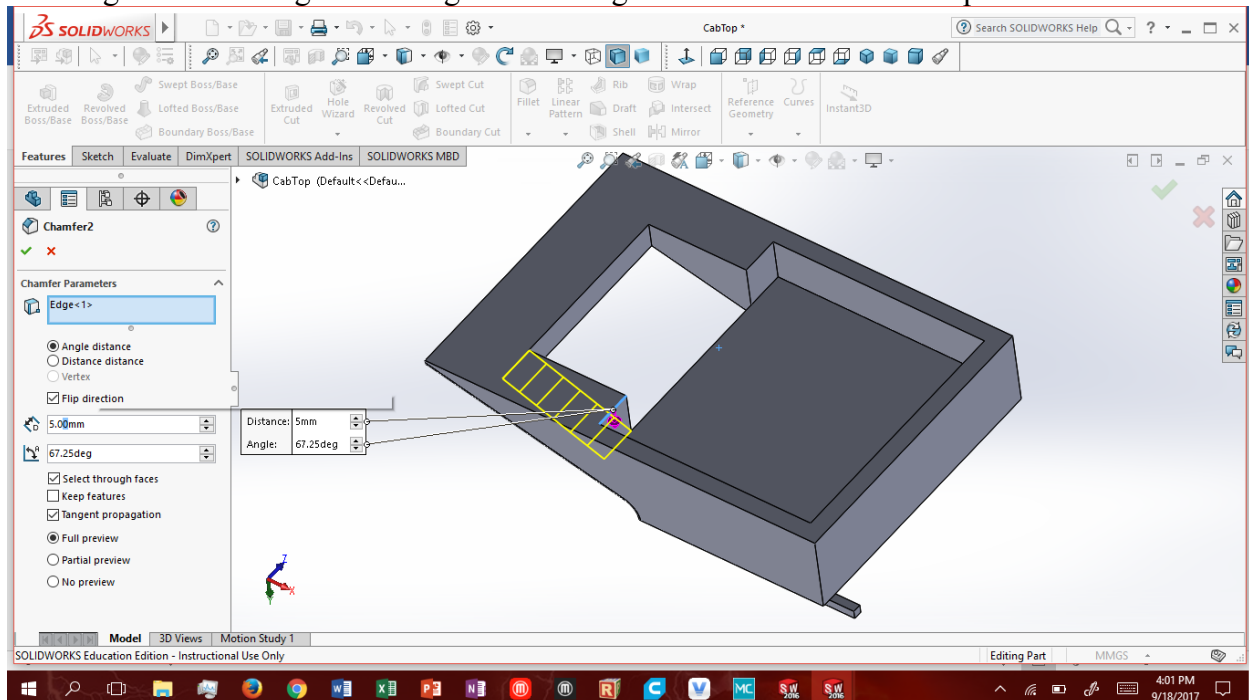 SOLIDWORKS
CabTop *
Search SOLIDWORKS Help
Extruded Boss/Base
Revolved Boss/Base
Swept Boss/Base
Lofted Boss/Base
Boundary Boss/Base
Extruded Cut
Hole Wizard
Revolved Cut
Swept Cut
Lofted Cut
Boundary Cut
Fillet
Linear Pattern
Rib
Draft
Shell
Wrap
Intersect
Mirror
Reference Geometry
Curves
Instant3D
Features Sketch Evaluate DimXpert SOLIDWORKS Add-Ins SOLIDWORKS MBD
CabTop (Default<<Defau...
Chamfer2
Chamfer Parameters
Edge<1>
Angle distance
Distance distance
Vertex
Flip direction
5.00mm
67.25deg
Distance: 5mm
Angle: 67.25deg
Select through faces
Keep features
Tangent propagation
Full preview
Partial preview
No preview
Z
X
Y
Model 3D Views Motion Study 1
SOLIDWORKS Education Edition - Instructional Use Only
Editing Part MMGS
4:01 PM
9/18/2017